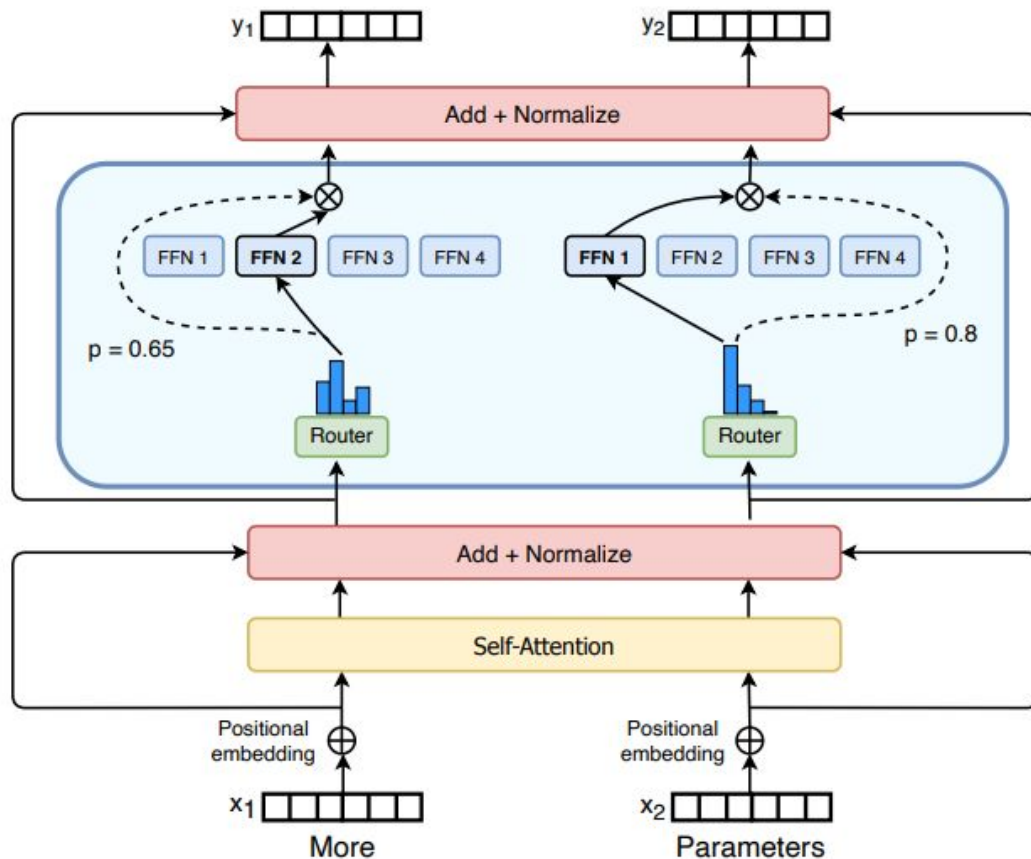 y1 y2
Add + Normalize
FFN 1 FFN 2 FFN 3 FFN 4 FFN 1 FFN 2 FFN 3 FFN 4
p = 0.65 p = 0.8
Router Router
Add + Normalize
Self-Attention
Positional embedding Positional embedding
x1 x2
More Parameters